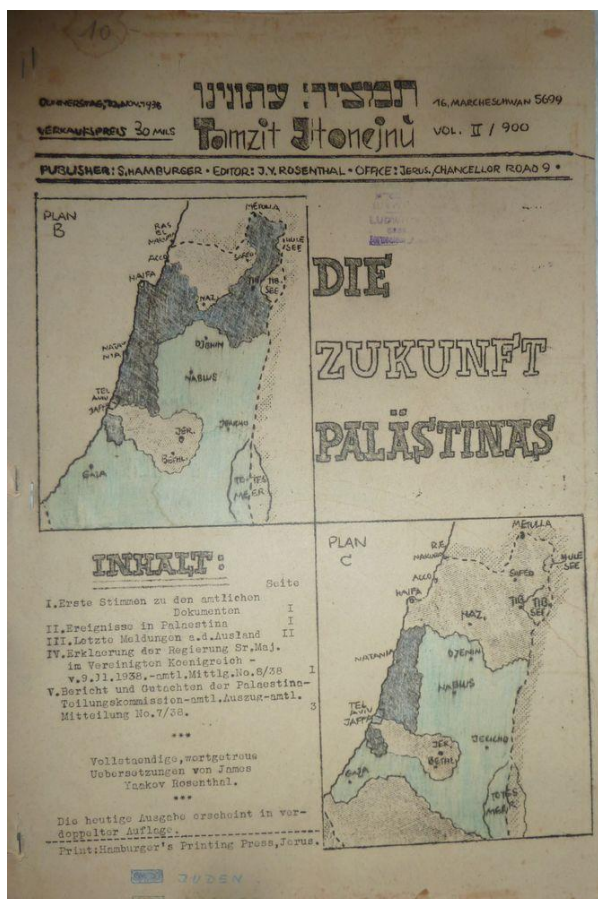 10
DONNERSTAG, 10. NOV. 1938
VERKAUFSPREIS 30 MILS
תמצית עתונינו
Tamzit Itonejnu
16. MARCHESCHWAN 5699
VOL. II / 900
PUBLISHER: S. HAMBURGER • EDITOR: J.Y. ROSENTHAL • OFFICE: JERUS., CHANCELLOR ROAD 9 •
PLAN B
METULLA
HULE SEE
ACCO
SAFED
HAIFA
TIB.
TIB. SEE
NAZ.
NATANIA
DJENIN
NABLUS
TEL AVIV
JAFFA
JER.
JERICHO
BETHL.
GAZA
TOTES MEER
DIE
ZUKUNFT
PALÄSTINAS
INHALT:
Seite
I.Erste Stimmen zu den amtlichen
Dokumenten I
II.Ereignisse in Palaestina I
III.Letzte Meldungen a.d.Ausland II
IV.Erklaerung der Regierung Sr.Maj.
im Vereinigten Koenigreich -
v.9.11.1938.-amtl.Mittlg.No.8/38 1
V.Bericht und Gutachten der Palaestina-
Teilungskommission-amtl.Auszug-amtl.
Mitteilung No.7/38. 3
***
Vollstaendige,wortgetreue
Uebersetzungen von James
Yaakov Rosenthal.
***
Die heutige Ausgabe erscheint in ver-
doppelter Auflage.
Print:Hamburger's Printing Press,Jerus.
PLAN C
METULLA
HULE SEE
ACCO
SAFED
HAIFA
TIB.
TIB. SEE
NAZ.
NATANIA
DJENIN
NABLUS
TEL AVIV
JAFFA
JERICHO
JER.
BETHL.
GAZA
TOTES MEER
JUDEN